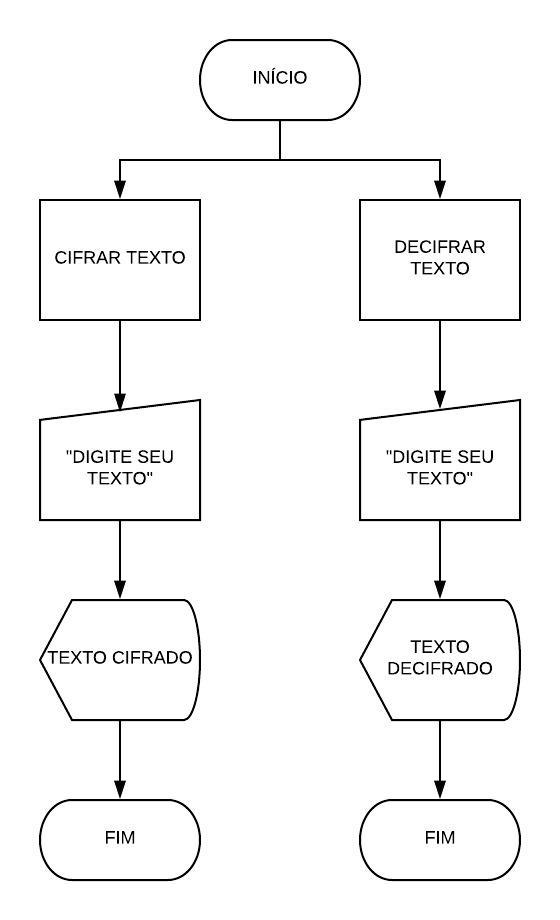 INÍCIO
CIFRAR TEXTO
DECIFRAR
TEXTO
"DIGITE SEU
TEXTO"
"DIGITE SEU
TEXTO"
TEXTO CIFRADO
TEXTO
DECIFRADO
FIM
FIM